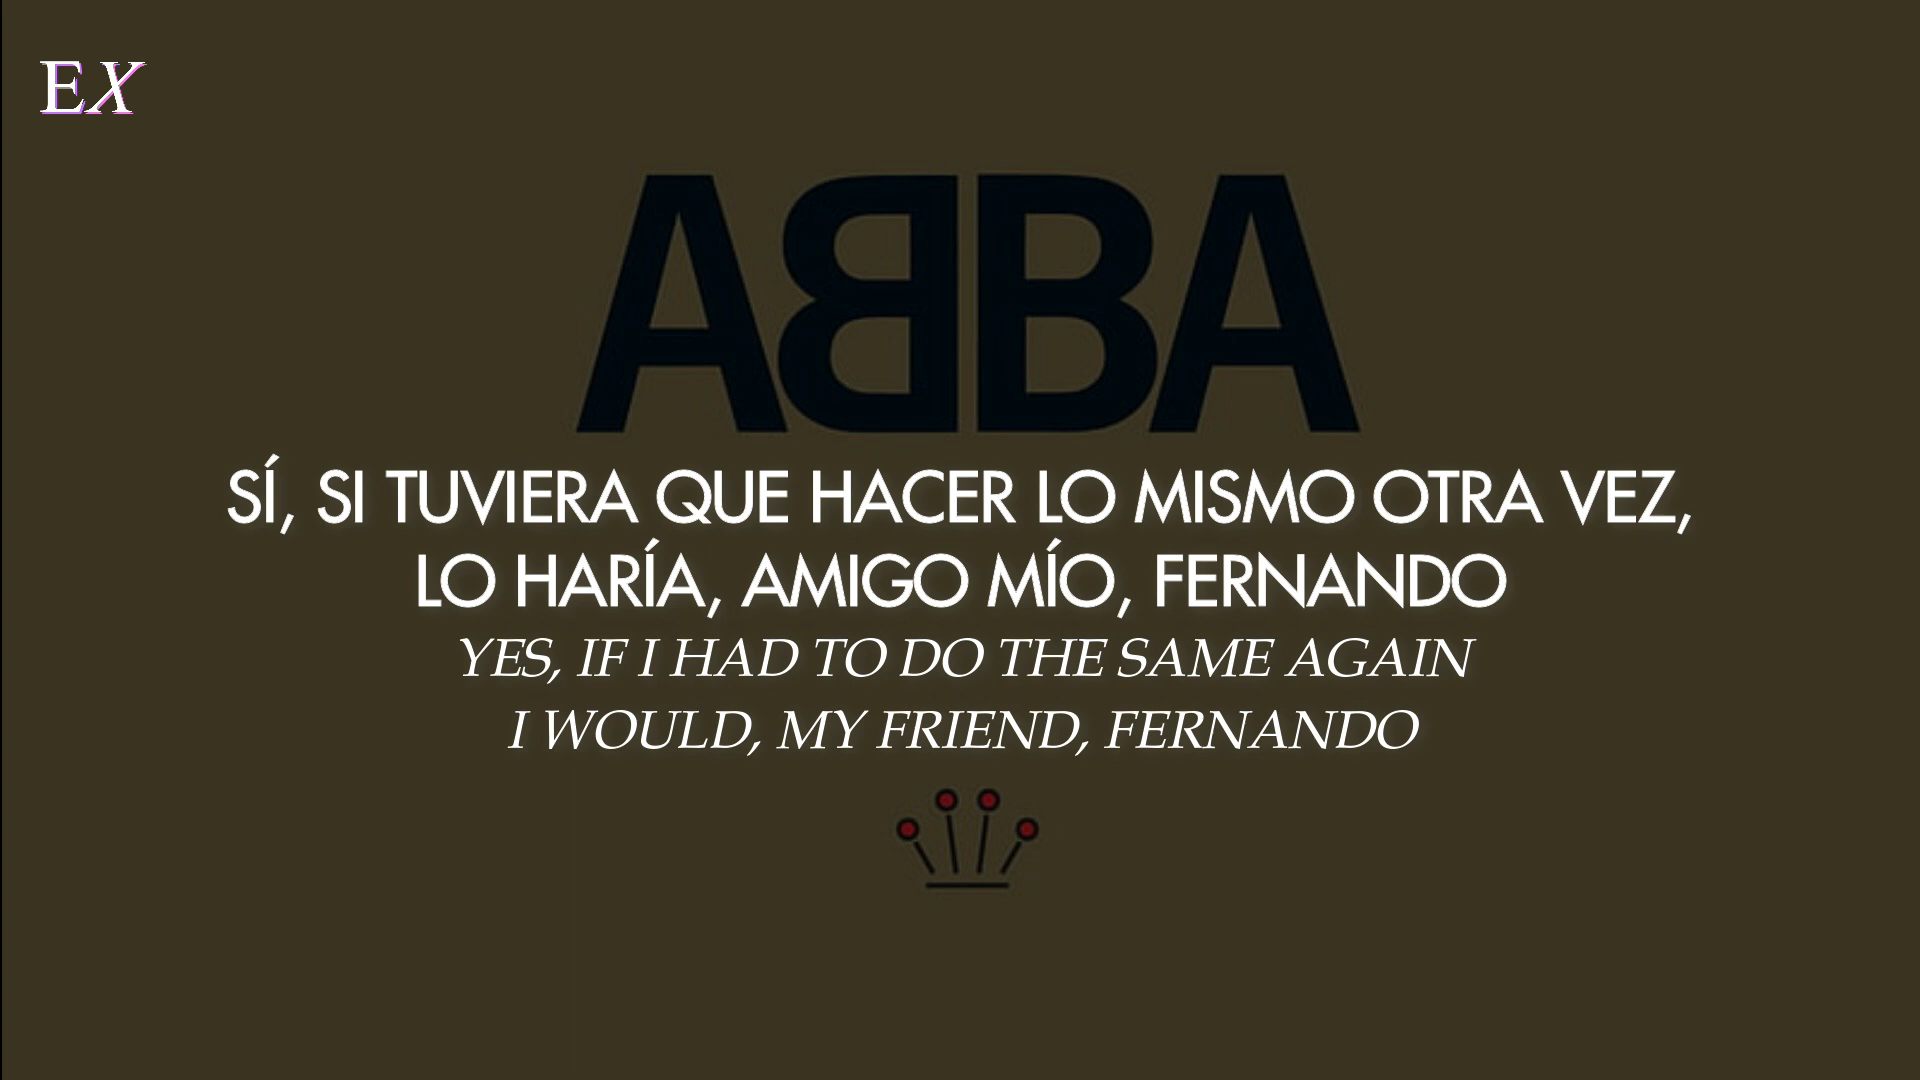 EX
ABBA
SÍ, SI TUVIERA QUE HACER LO MISMO OTRA VEZ,
LO HARÍA, AMIGO MÍO, FERNANDO
YES, IF I HAD TO DO THE SAME AGAIN
I WOULD, MY FRIEND, FERNANDO